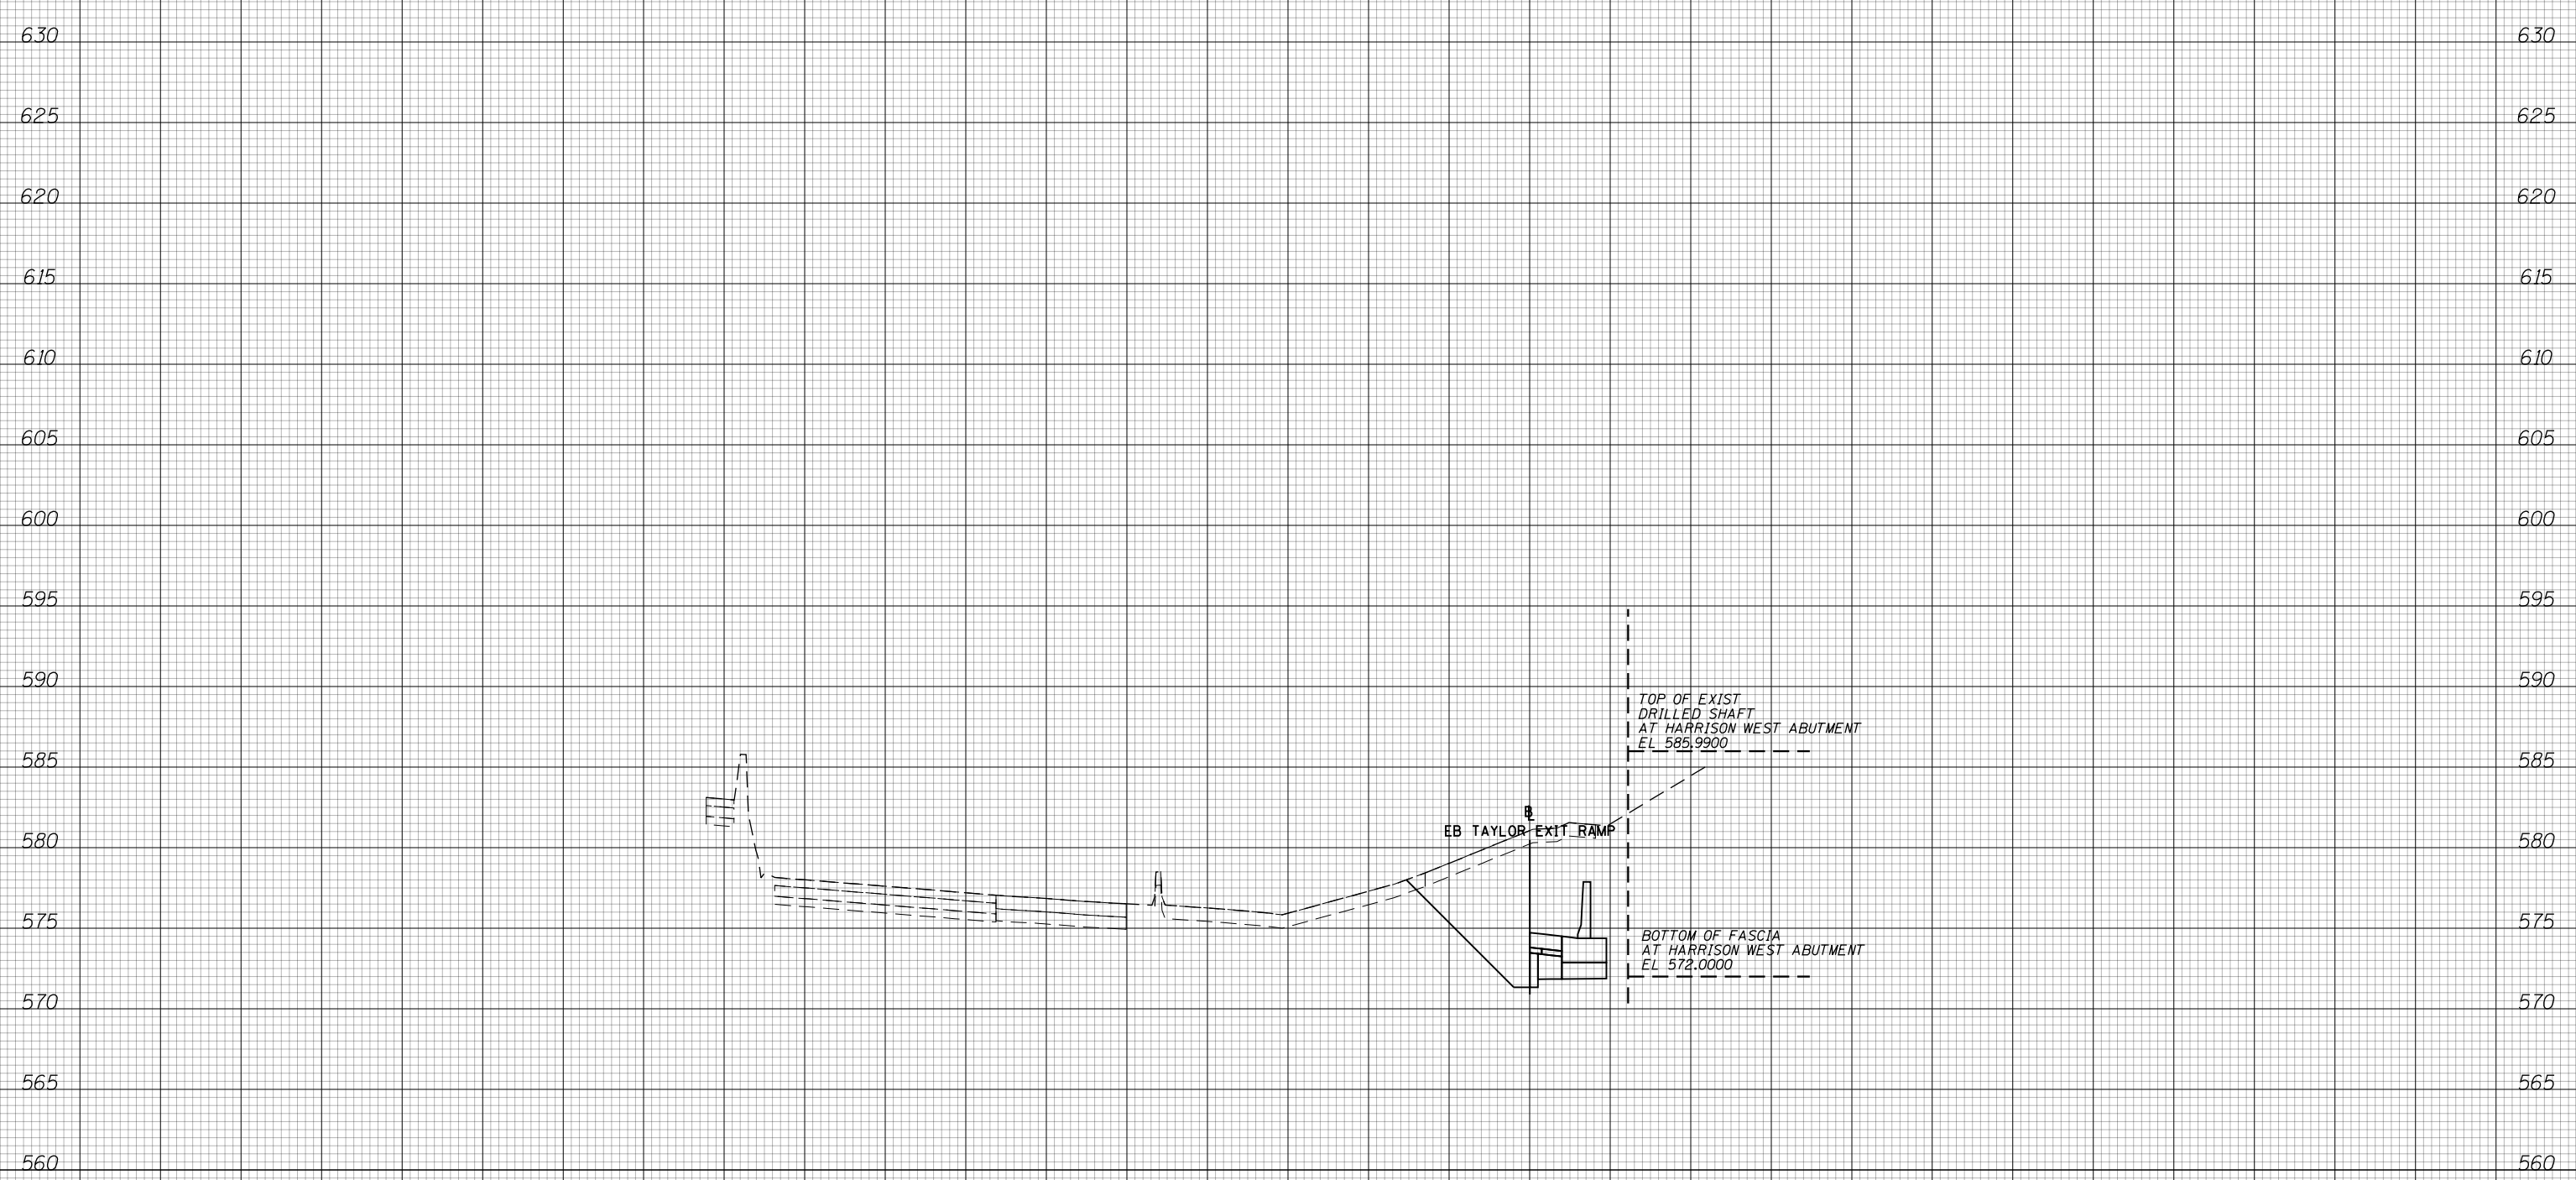 630 630
625 625
620 620
615 615
610 610
605 605
600 600
595 595
590 590
TOP OF EXIST
DRILLED SHAFT
AT HARRISON WEST ABUTMENT
EL 585.9900
585 585
BL
EB TAYLOR EXIT RAMP
580 580
575 575
BOTTOM OF FASCIA
AT HARRISON WEST ABUTMENT
EL 572.0000
570 570
565 565
560 560